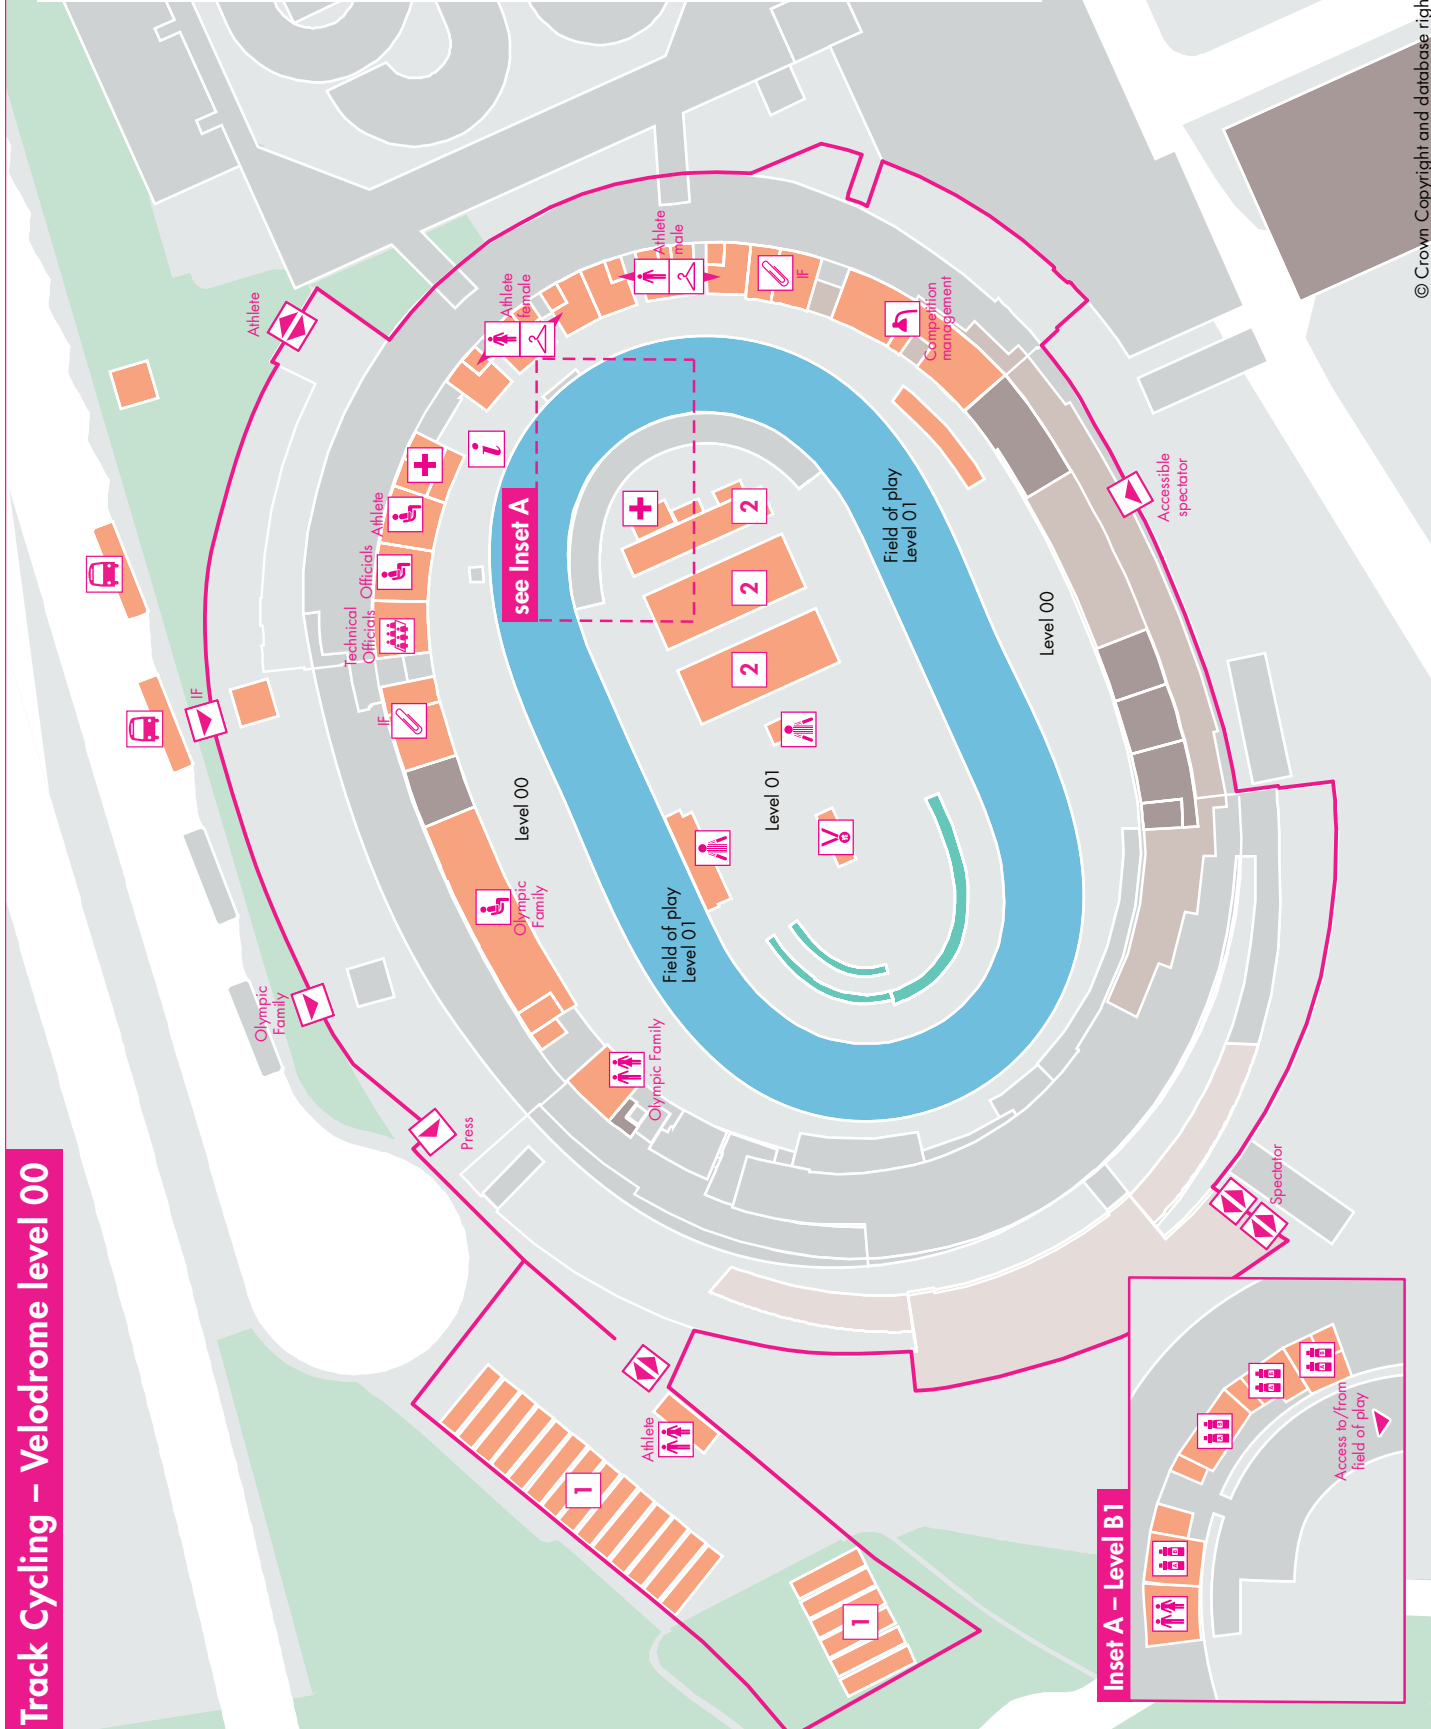 Track Cycling – Velodrome level 00
Athlete
IF
Olympic
Family
Press
Athlete
female
Athlete
male
IF
Competition
management
Athlete
Officials
Technical
Officials
IF
see Inset A
i
2
2
2
Field of play
Level 01
Level 00
Accessible
spectator
Level 00
Level 01
Olympic
Family
Field of play
Level 01
Olympic Family
Spectator
Athlete
1
1
Inset A – Level B1
Access to/from
field of play
© Crown Copyright and database righ